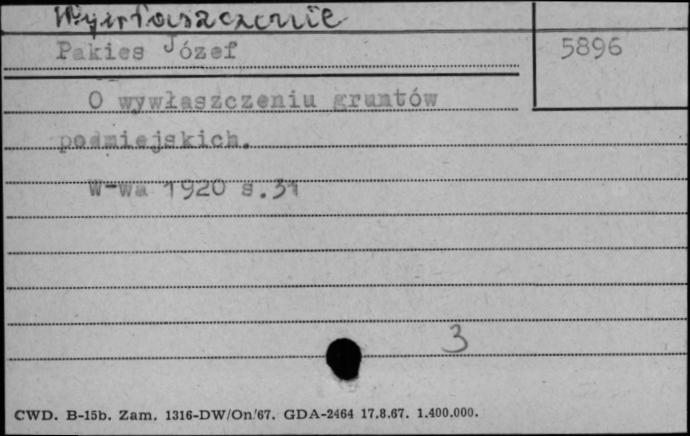 Wywłaszczenie
Pakies Józef
5896
O wywłaszczeniu gruntów
podmiejskich.
W-wa 1920 s.31
3
CWD. B-15b. Zam. 1316-DW/On/67. GDA-2464 17.8.67. 1.400.000.